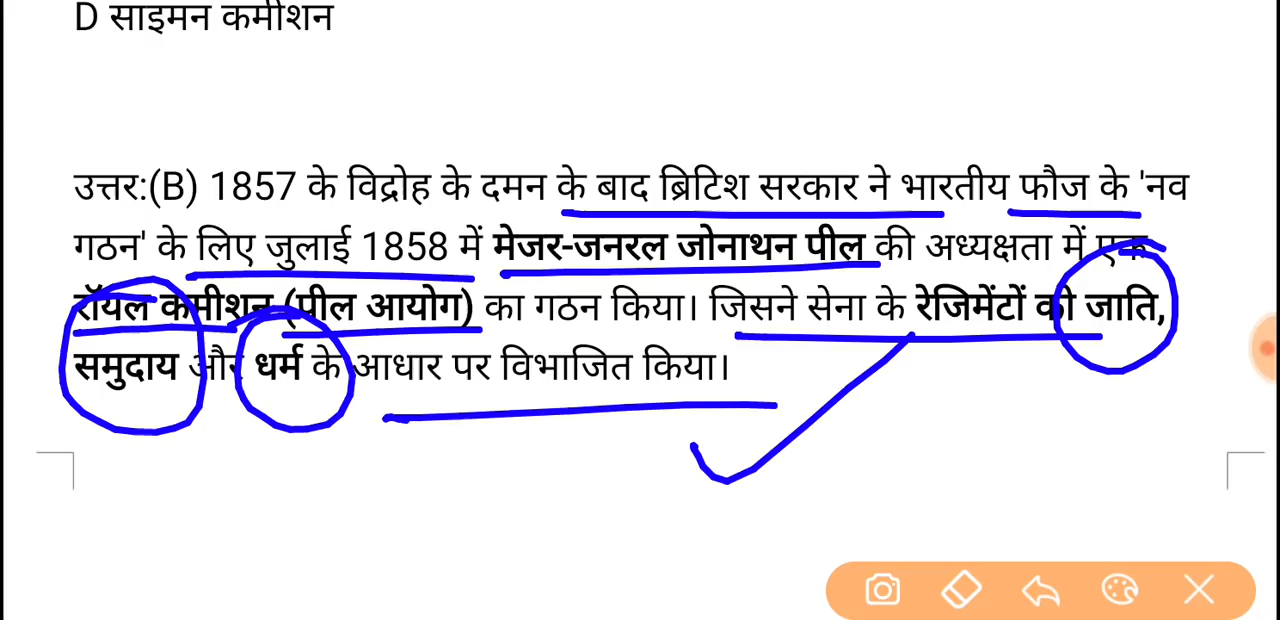 D साइमन कमीशन
उत्तर:(B) 1857 के विद्रोह के दमन के बाद ब्रिटिश सरकार ने भारतीय फौज के 'नव
गठन' के लिए जुलाई 1858 में मेजर-जनरल जोनाथन पील की अध्यक्षता में एक
रॉयल कमीशन (पील आयोग) का गठन किया। जिसने सेना के रेजिमेंटों को जाति,
समुदाय और धर्म के आधार पर विभाजित किया।